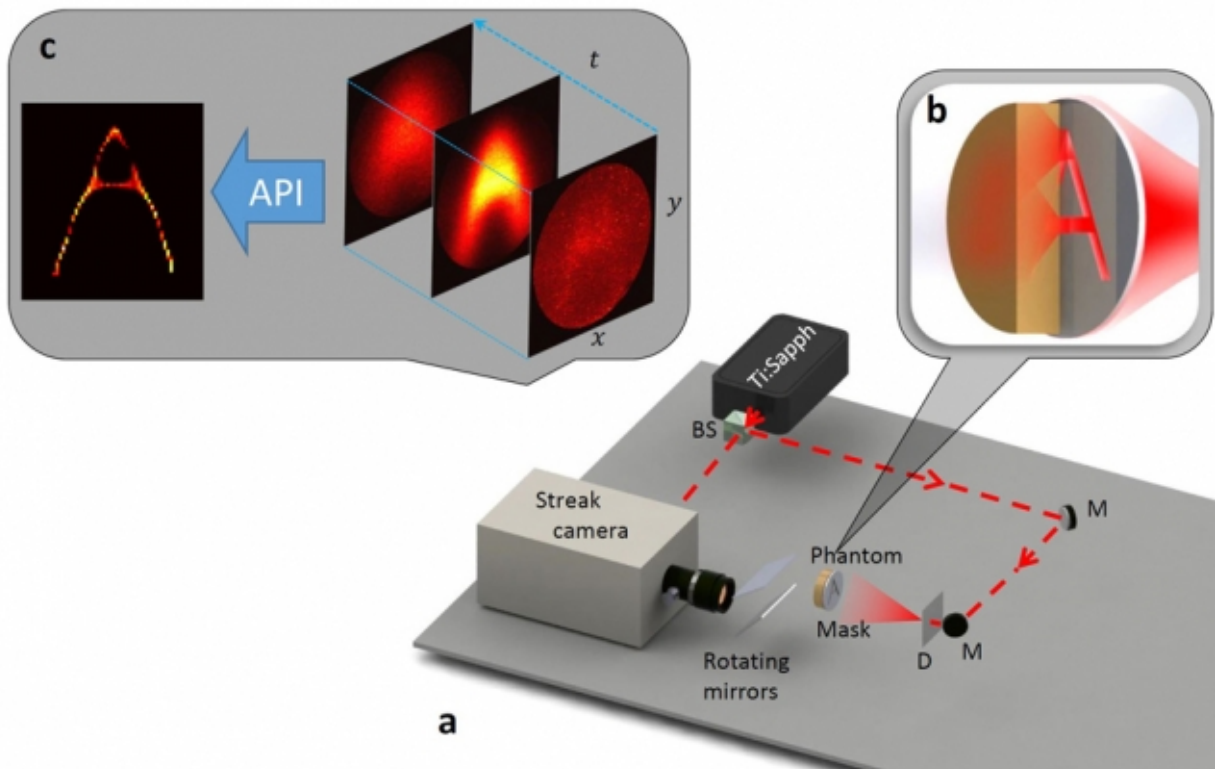 c
t
API
y
x
b
Ti:Sapph
BS
Streak
camera
M
Phantom
Mask
D
M
Rotating
mirrors
a